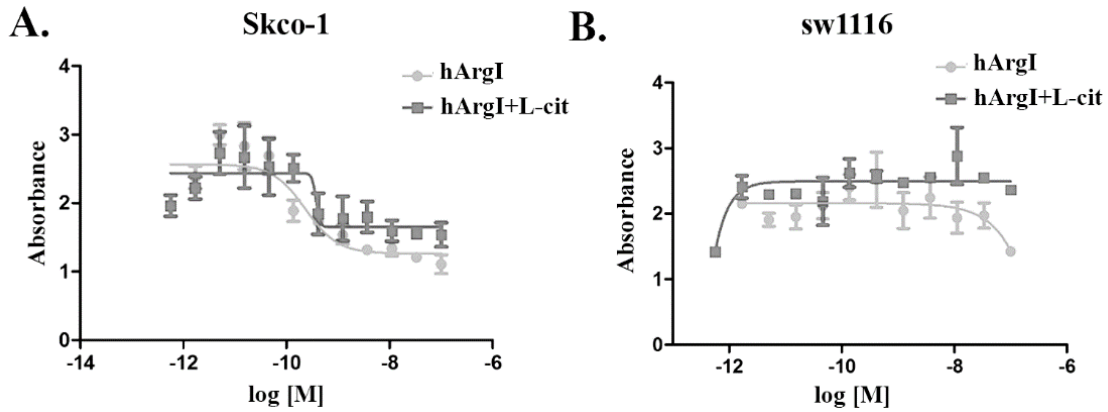 A.
Skco-1
hArgI
hArgI+L-cit
Absorbance
4
3
2
1
0
-14
-12
-10
-8
-6
log [M]
B.
sw1116
hArgI
hArgI+L-cit
Absorbance
4
3
2
1
0
-12
-10
-8
-6
log [M]